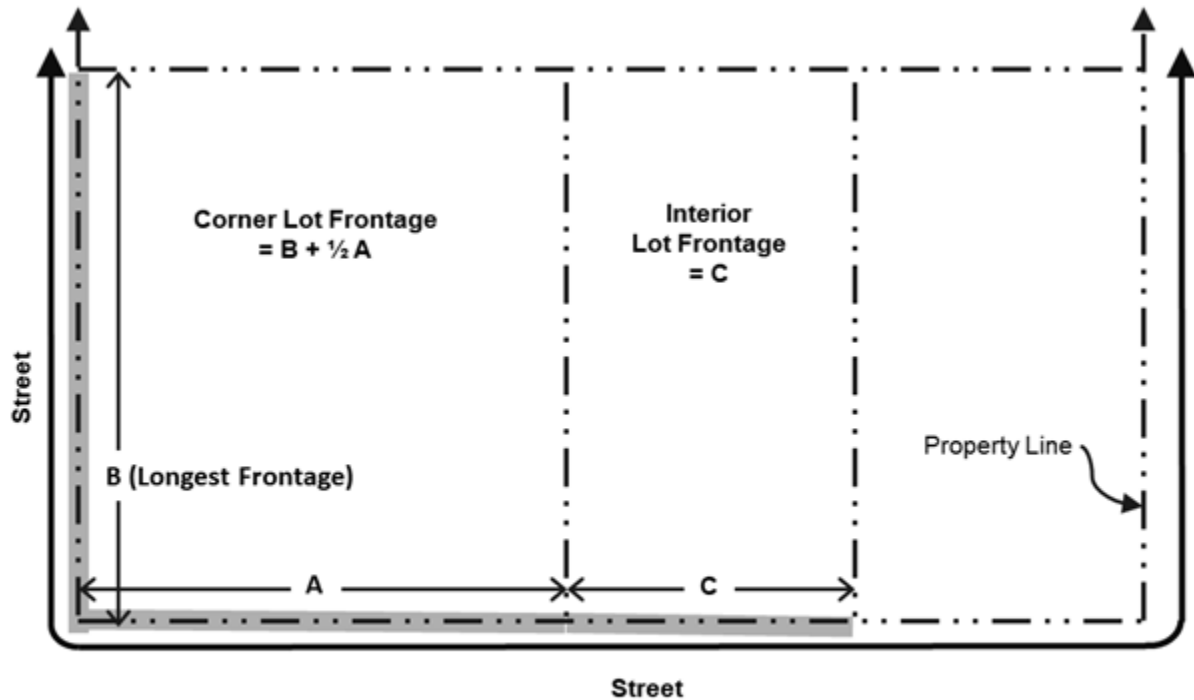 Corner Lot Frontage
= B + ½ A
Interior
Lot Frontage
= C
Street
Property Line
B (Longest Frontage)
A
C
Street